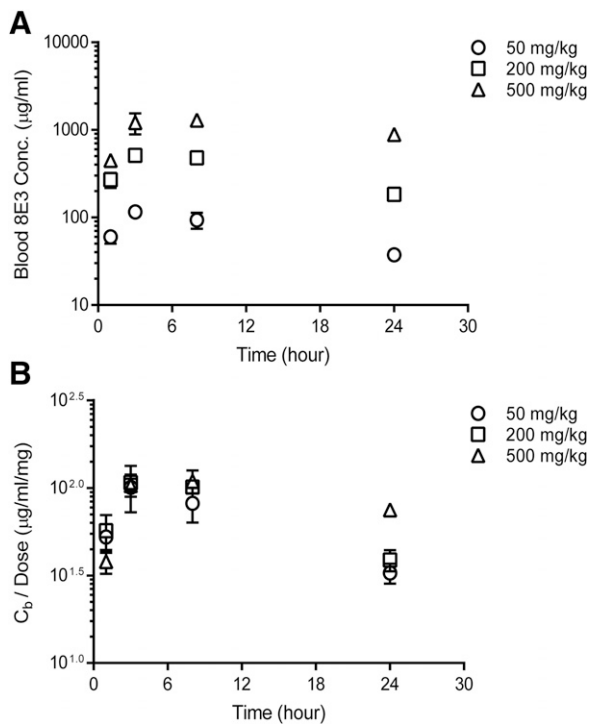 A
10000
1000
100
10
0
6
12
18
24
30
Blood 8E3 Conc. (μg/ml)
Time (hour)
50 mg/kg
200 mg/kg
500 mg/kg
B
10^2.5
10^2.0
10^1.5
10^1.0
0
6
12
18
24
30
C_b / Dose (μg/ml/mg)
Time (hour)
50 mg/kg
200 mg/kg
500 mg/kg